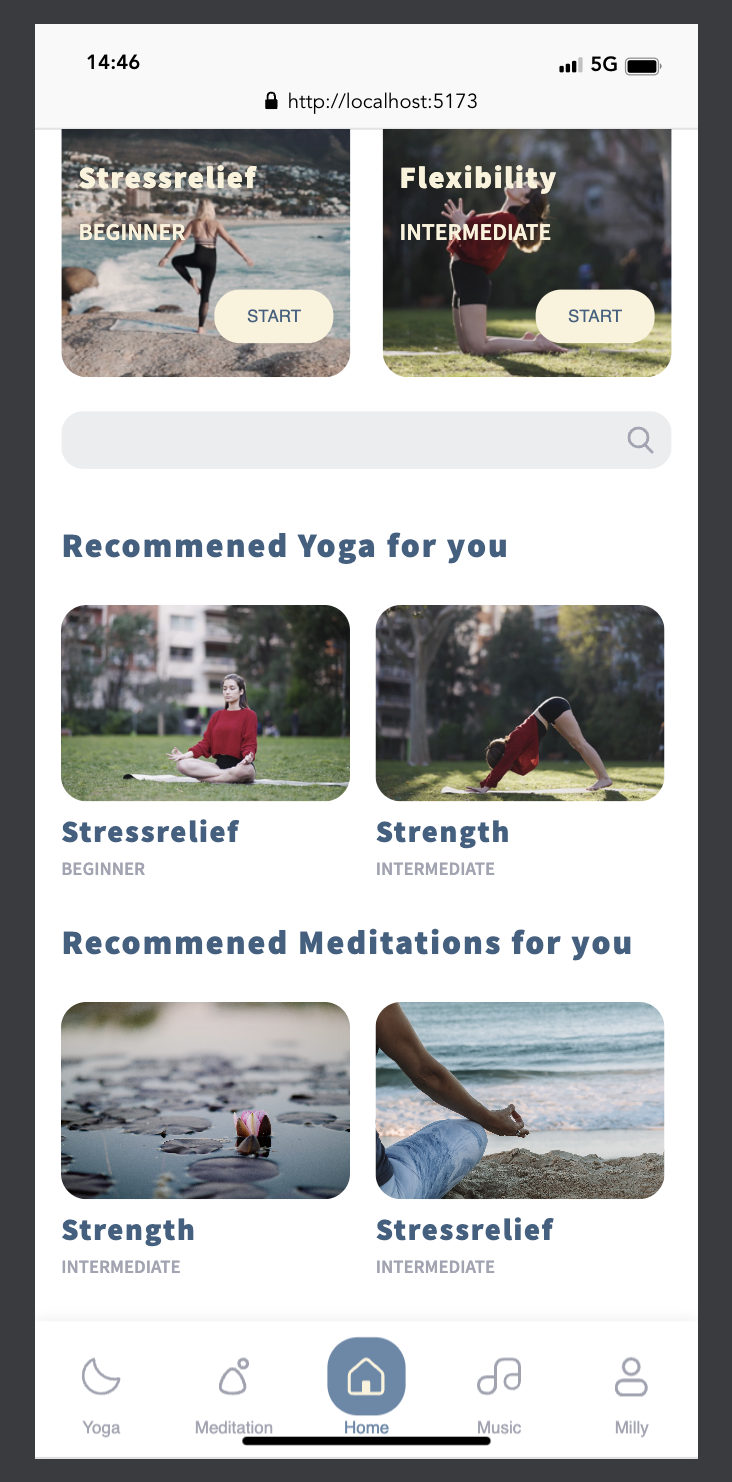 14:46 5G
http://localhost:5173
Stressrelief Flexibility
BEGINNER INTERMEDIATE
START START
Recommened Yoga for you
Stressrelief Strength
BEGINNER INTERMEDIATE
Recommened Meditations for you
Strength Stressrelief
INTERMEDIATE INTERMEDIATE
Yoga Meditation Home Music Milly